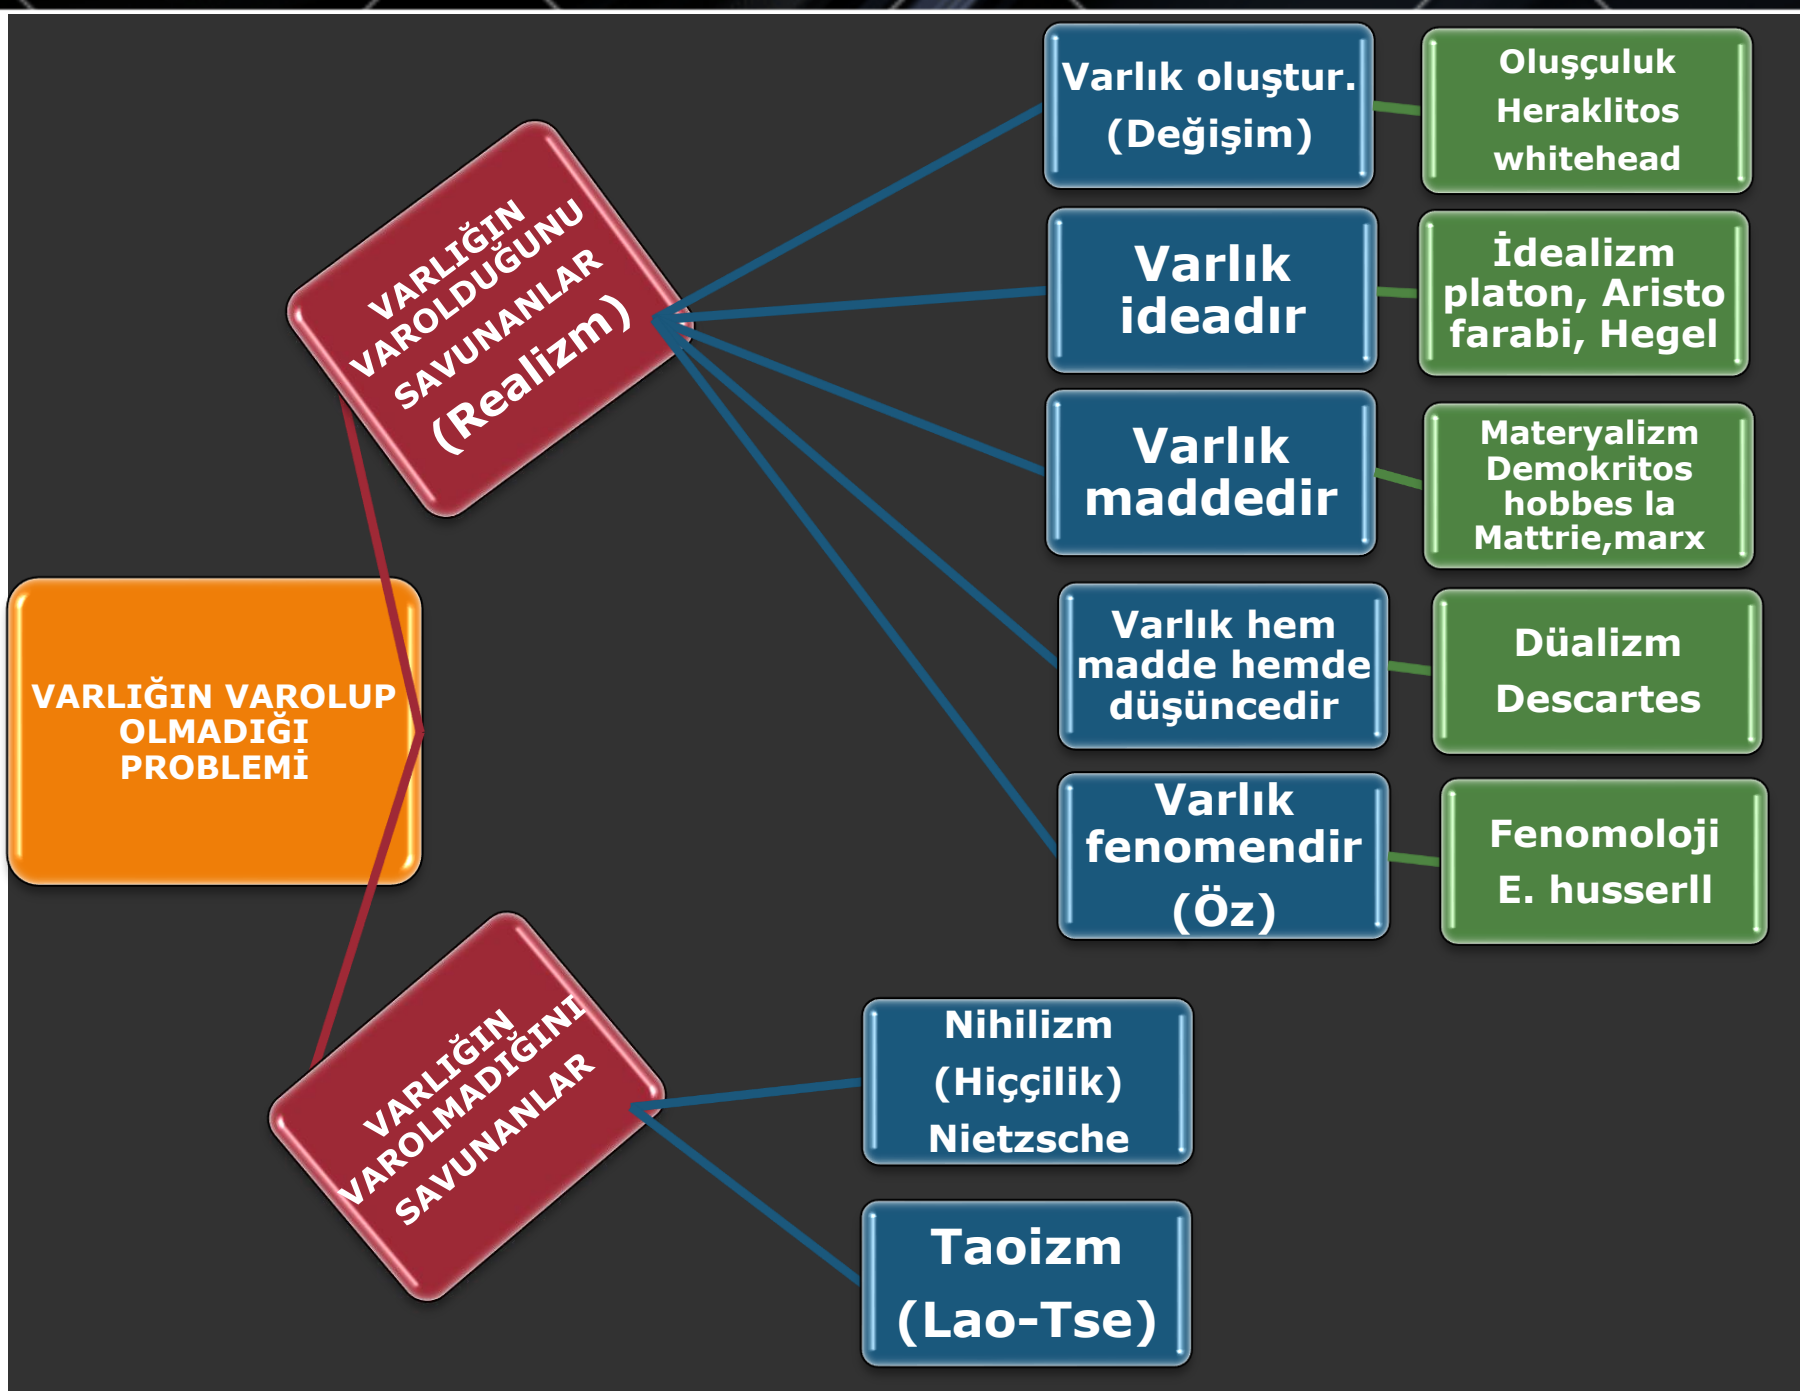 VARLIĞIN VAROLUP
OLMADIĞI
PROBLEMİ
VARLIĞIN
VAROLDUĞUNU
SAVUNANLAR
(Realizm)
Varlık oluştur.
(Değişim)
Oluşçuluk
Heraklitos
whitehead
Varlık
ideadır
İdealizm
platon, Aristo
farabi, Hegel
Varlık
maddedir
Materyalizm
Demokritos
hobbes la
Mattrie,marx
Varlık hem
madde hemde
düşüncedir
Düalizm
Descartes
Varlık
fenomendir
(Öz)
Fenomoloji
E. husserll
VARLIĞIN
VAROLMADIĞINI
SAVUNANLAR
Nihilizm
(Hiççilik)
Nietzsche
Taoizm
(Lao-Tse)